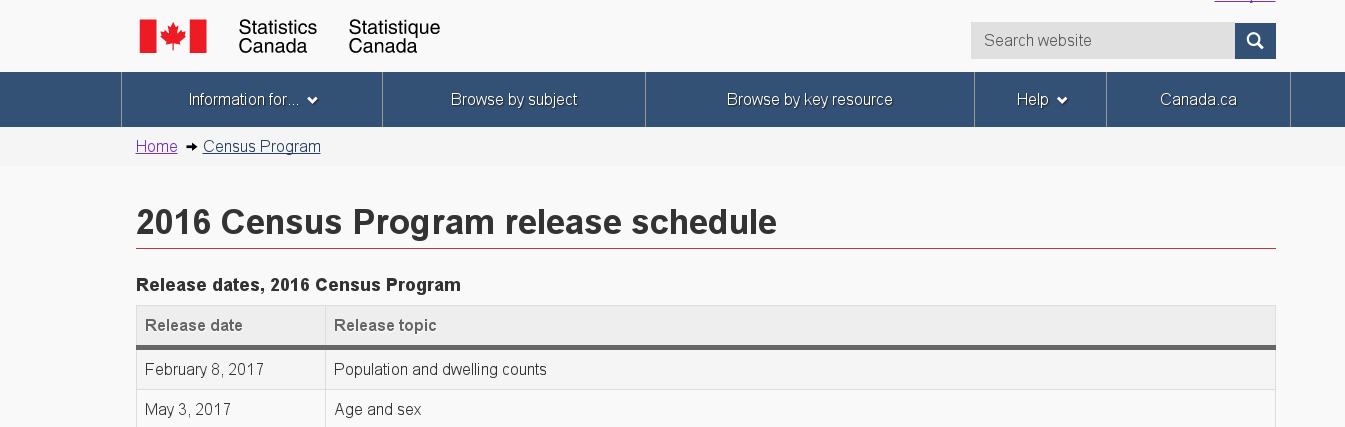 Statistics Statistique
Canada Canada
Search website
Information for... Browse by subject Browse by key resource Help Canada.ca
Home Census Program
2016 Census Program release schedule
Release dates, 2016 Census Program
Release date Release topic
February 8, 2017 Population and dwelling counts
May 3, 2017 Age and sex